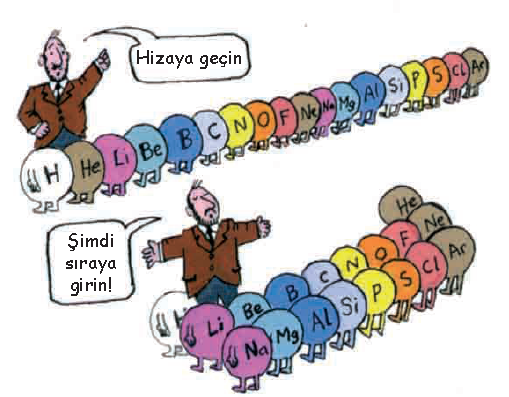 Hizaya geçin
H He Li Be B C N O F Ne Na Mg Al Si P S Cl Ar
Şimdi
sıraya
girin!
He
H Li Be B C N O F Ne
Na Mg Al Si P S Cl Ar